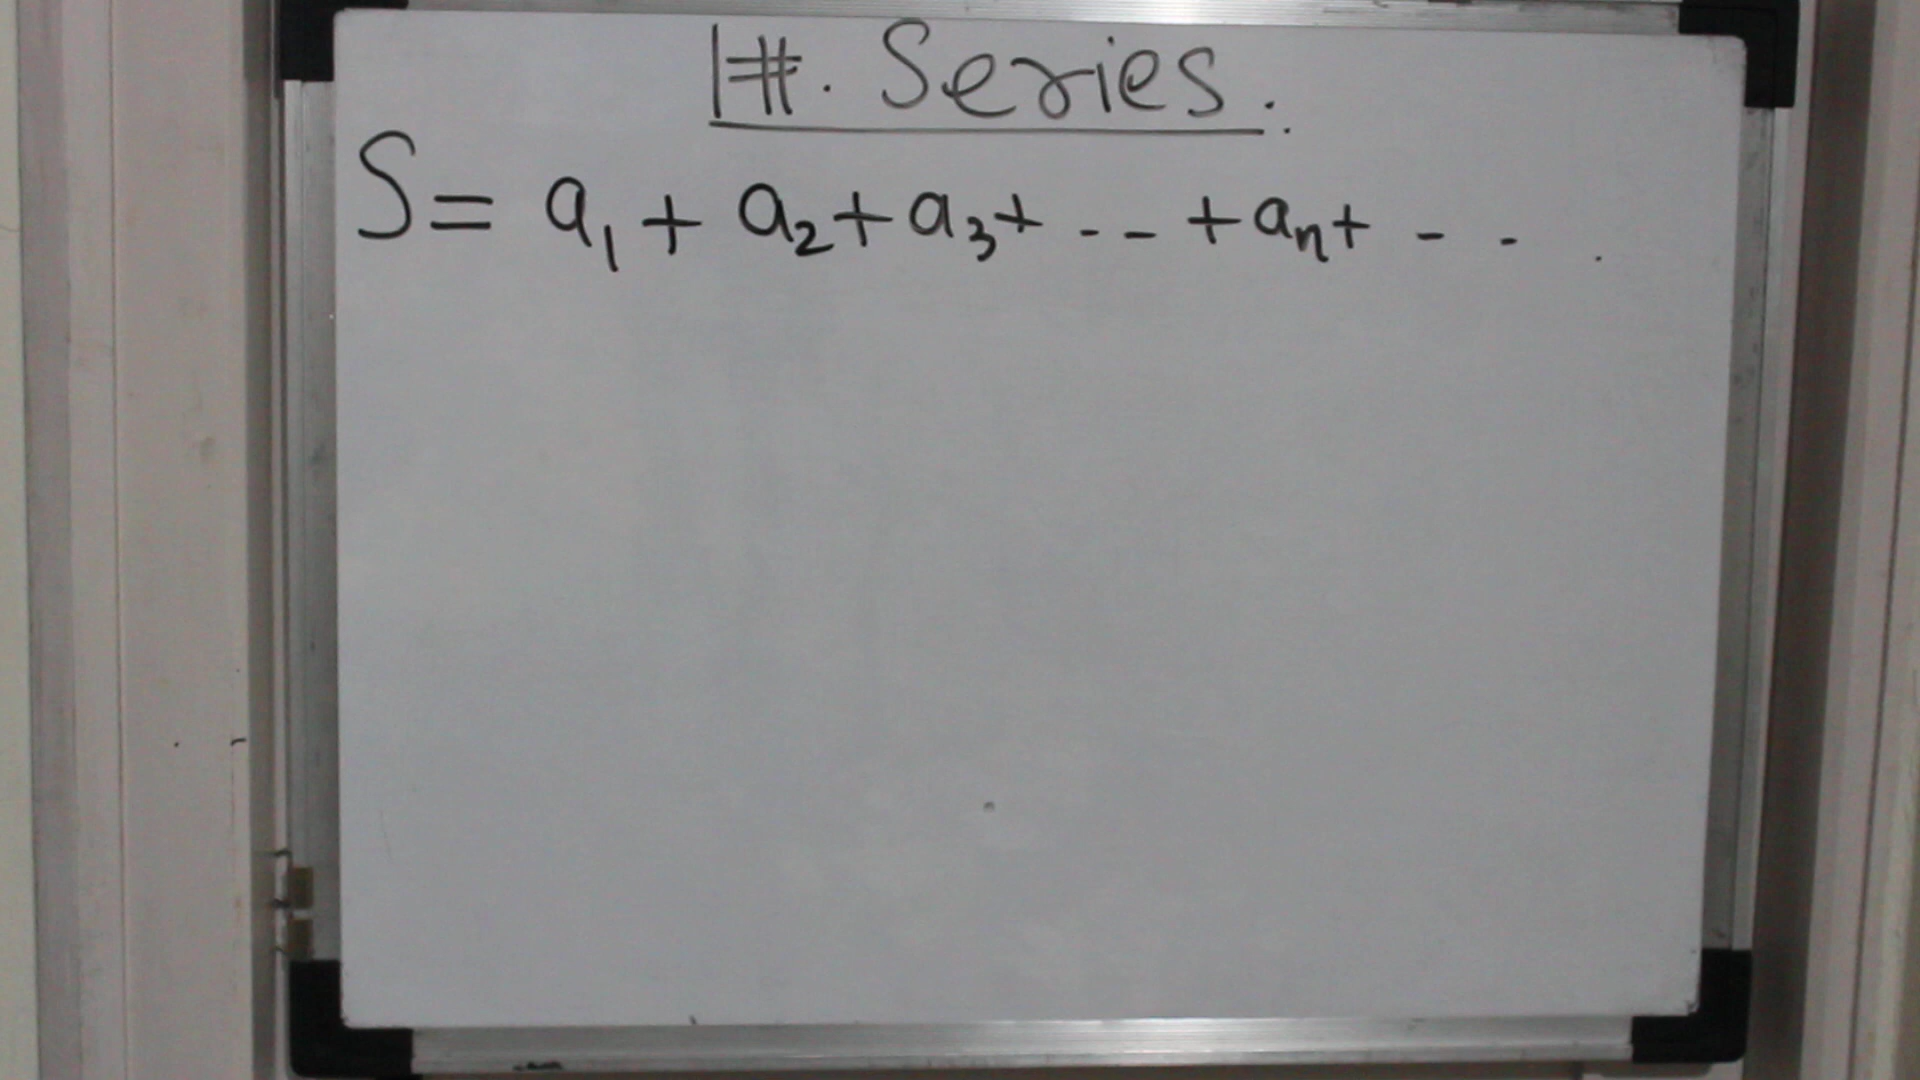 1#. Series.
S = a₁ + a₂ + a₃ + ... + aₙ + ...